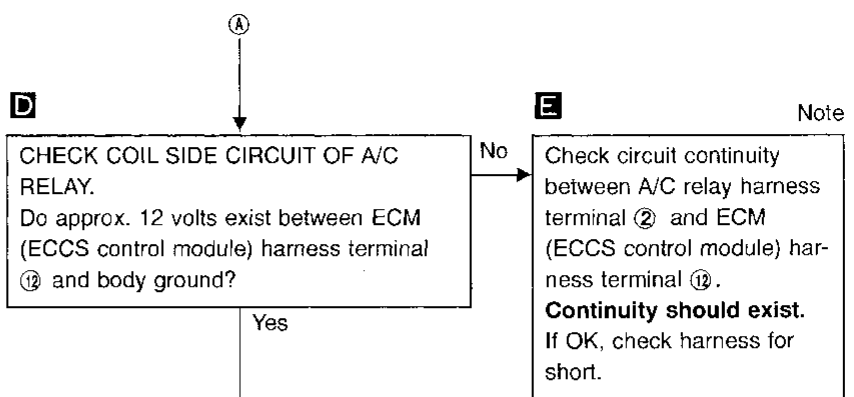 Ⓐ
D
CHECK COIL SIDE CIRCUIT OF A/C
RELAY.
Do approx. 12 volts exist between ECM
(ECCS control module) harness terminal
⑫ and body ground?
No
Yes
E
Note
Check circuit continuity
between A/C relay harness
terminal ② and ECM
(ECCS control module) har-
ness terminal ⑫.
Continuity should exist.
If OK, check harness for
short.